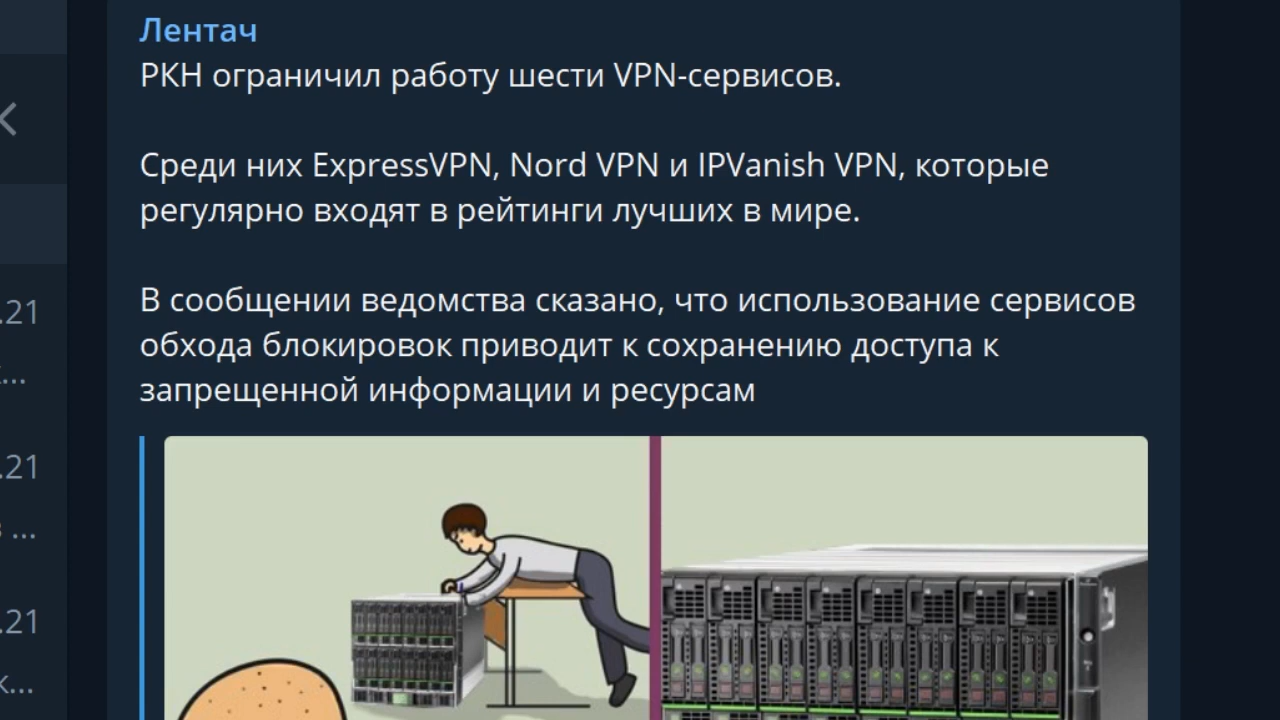 Лентач
РКН ограничил работу шести VPN-сервисов.
Среди них ExpressVPN, Nord VPN и IPVanish VPN, которые
регулярно входят в рейтинги лучших в мире.
В сообщении ведомства сказано, что использование сервисов
обхода блокировок приводит к сохранению доступа к
запрещенной информации и ресурсам
.21
.21
.21